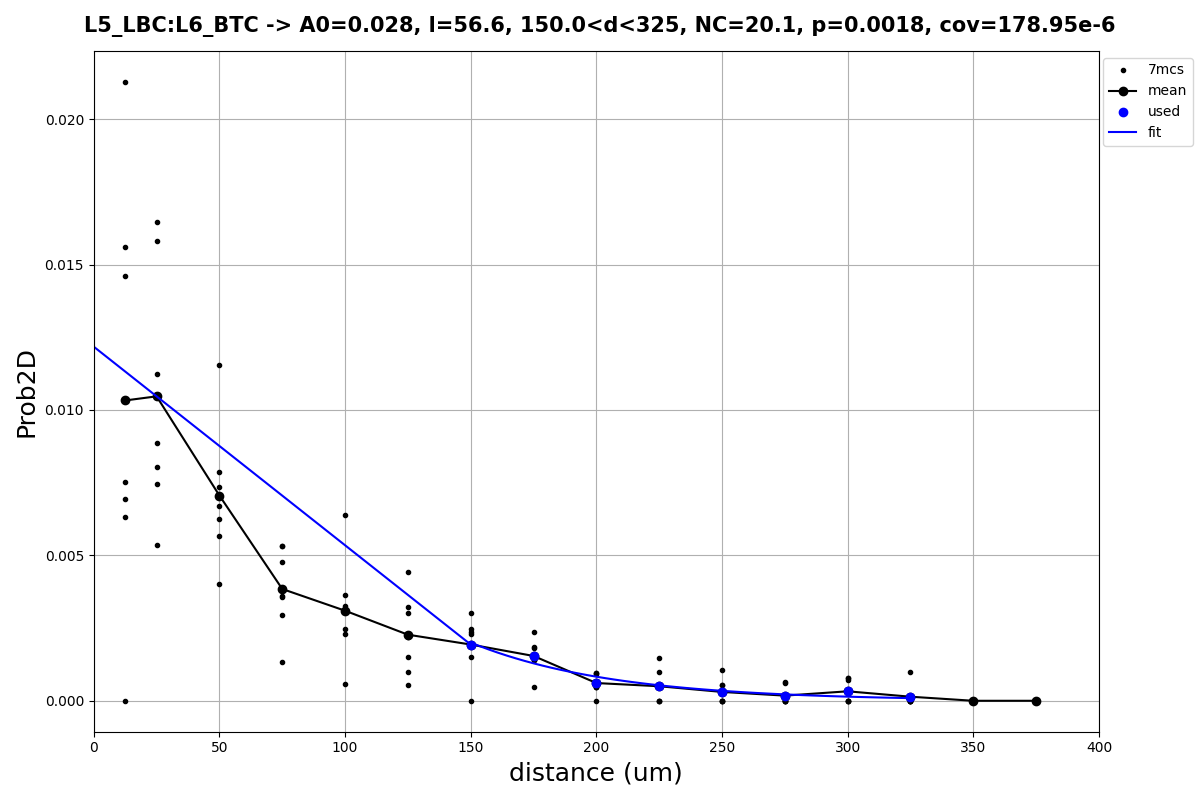 L5_LBC:L6_BTC -> A0=0.028, l=56.6, 150.0<d<325, NC=20.1, p=0.0018, cov=178.95e-6
7mcs
mean
used
fit
Prob2D
0.020
0.015
0.010
0.005
0.000
0 50 100 150 200 250 300 350 400
distance (um)